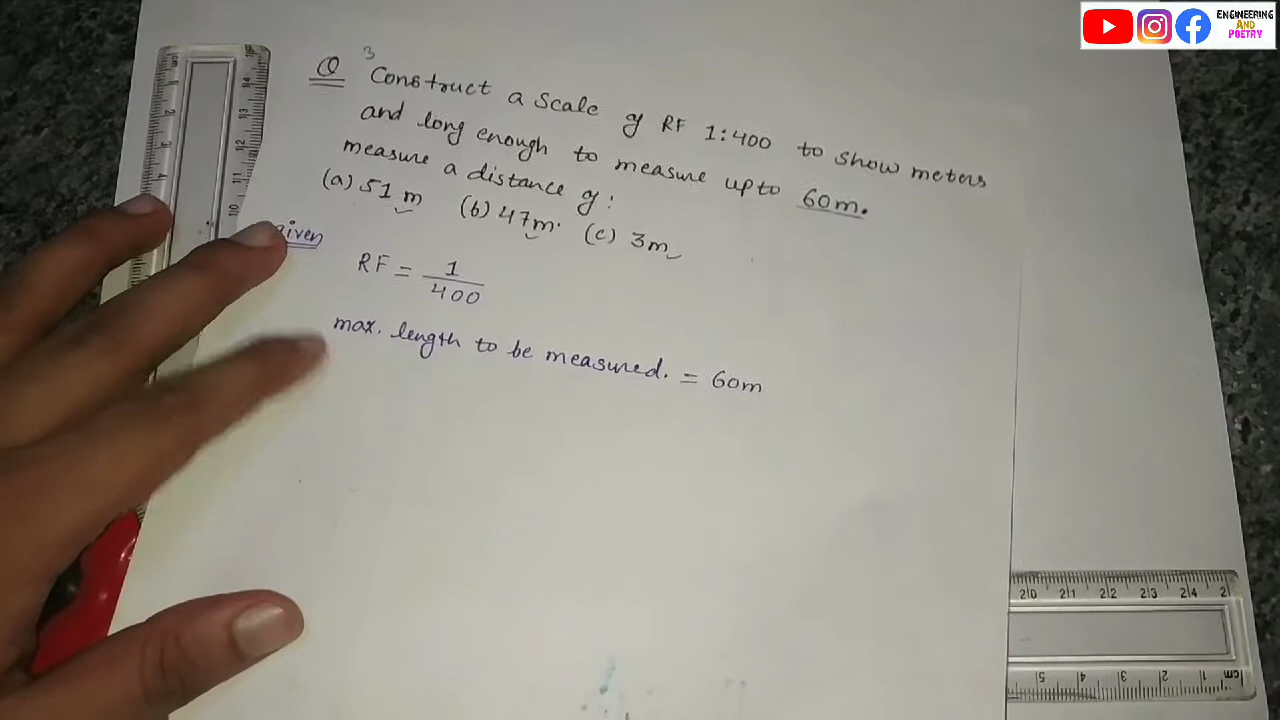 ENGINEERING
AND
POETRY
Q 3 Construct a scale of RF 1:400 to show meters
and long enough to measure upto 60m.
measure a distance of :
(a) 51 m (b) 47m. (c) 3m
given
RF = 1/400
max. length to be measured. = 60m